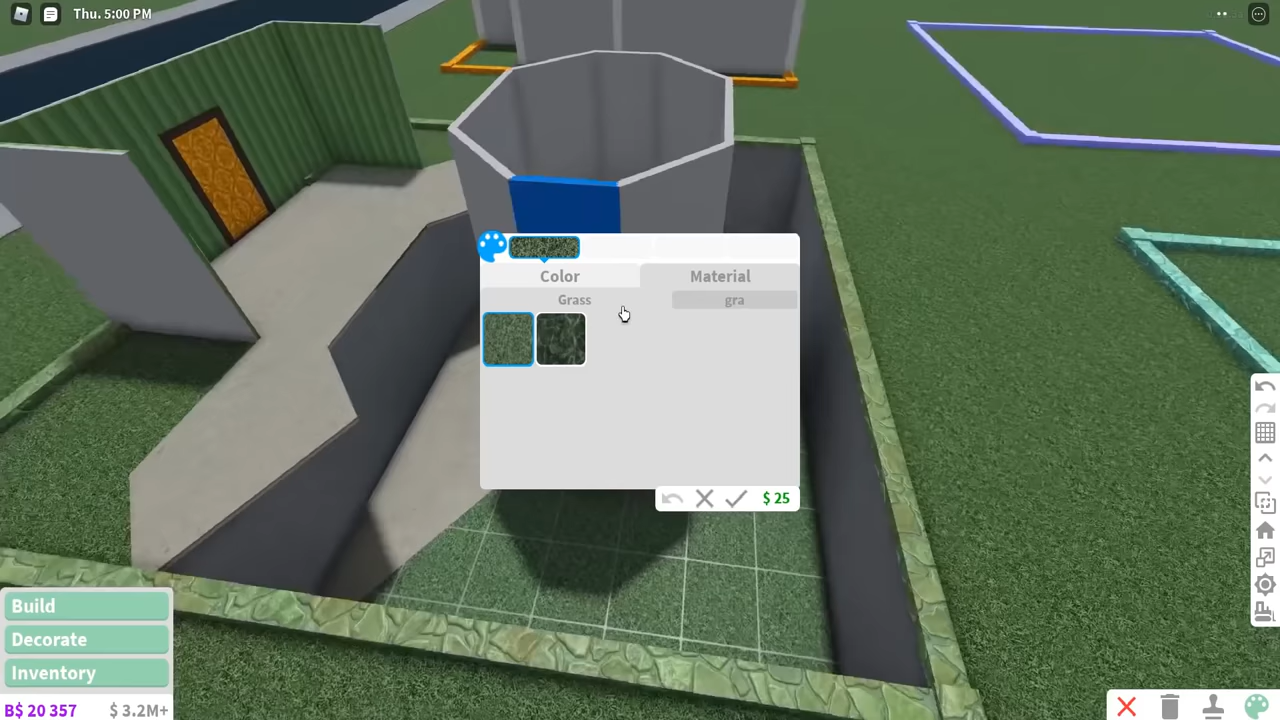 Thu. 5:00 PM
Color Material
Grass gra
$ 25
Build
Decorate
Inventory
B$ 20 357 $ 3.2M+